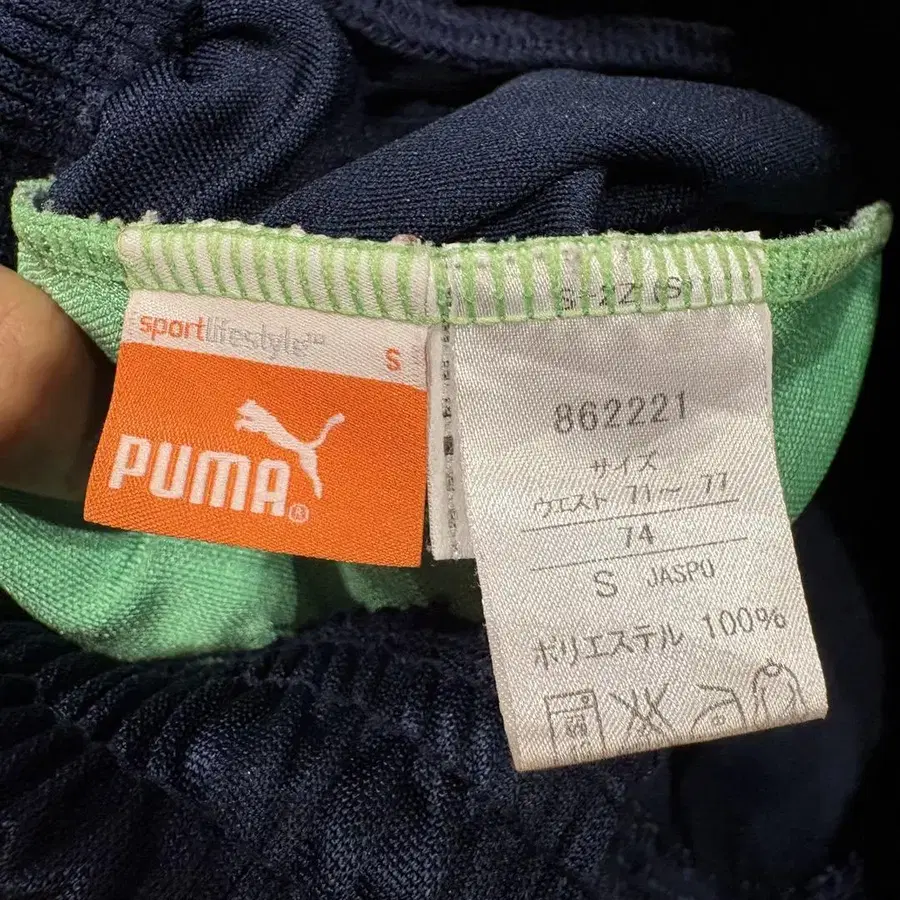 sportlifestyle™
S
PUMA®
862221
サイズ
ウエスト 71～77
74
S JASPO
ポリエステル 100%